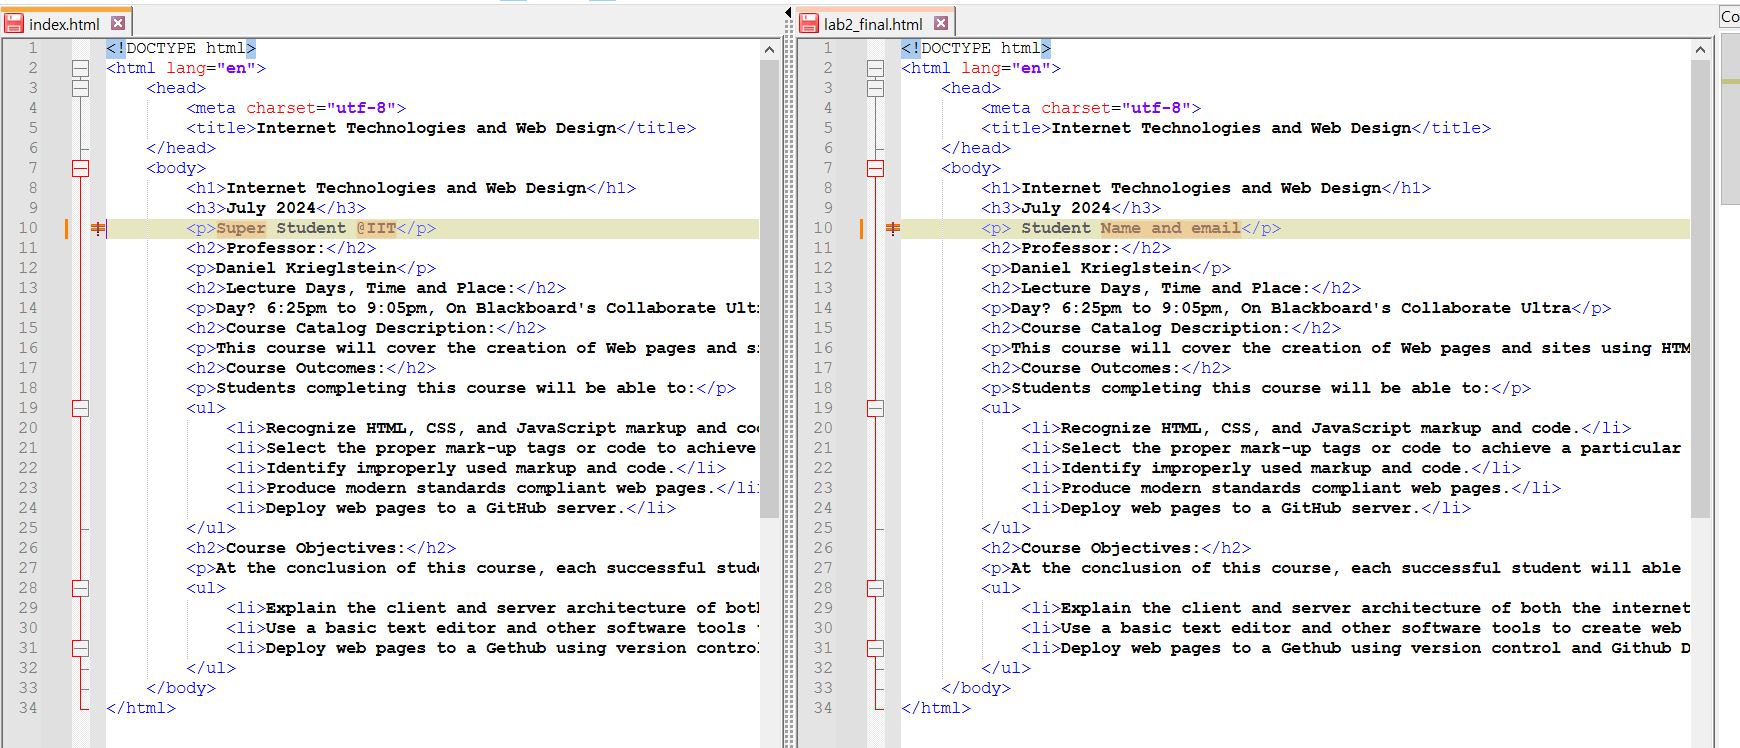 index.html
1 <!DOCTYPE html>
2 <html lang="en">
3 <head>
4 <meta charset="utf-8">
5 <title>Internet Technologies and Web Design</title>
6 </head>
7 <body>
8 <h1>Internet Technologies and Web Design</h1>
9 <h3>July 2024</h3>
10 <p>Super Student @IIT</p>
11 <h2>Professor:</h2>
12 <p>Daniel Krieglstein</p>
13 <h2>Lecture Days, Time and Place:</h2>
14 <p>Day? 6:25pm to 9:05pm, On Blackboard's Collaborate Ult
15 <h2>Course Catalog Description:</h2>
16 <p>This course will cover the creation of Web pages and s
17 <h2>Course Outcomes:</h2>
18 <p>Students completing this course will be able to:</p>
19 <ul>
20 <li>Recognize HTML, CSS, and JavaScript markup and co
21 <li>Select the proper mark-up tags or code to achieve
22 <li>Identify improperly used markup and code.</li>
23 <li>Produce modern standards compliant web pages.</li
24 <li>Deploy web pages to a GitHub server.</li>
25 </ul>
26 <h2>Course Objectives:</h2>
27 <p>At the conclusion of this course, each successful stud
28 <ul>
29 <li>Explain the client and server architecture of bot
30 <li>Use a basic text editor and other software tools
31 <li>Deploy web pages to a Gethub using version contro
32 </ul>
33 </body>
34 </html>
lab2_final.html
1 <!DOCTYPE html>
2 <html lang="en">
3 <head>
4 <meta charset="utf-8">
5 <title>Internet Technologies and Web Design</title>
6 </head>
7 <body>
8 <h1>Internet Technologies and Web Design</h1>
9 <h3>July 2024</h3>
10 <p> Student Name and email</p>
11 <h2>Professor:</h2>
12 <p>Daniel Krieglstein</p>
13 <h2>Lecture Days, Time and Place:</h2>
14 <p>Day? 6:25pm to 9:05pm, On Blackboard's Collaborate Ultra</p>
15 <h2>Course Catalog Description:</h2>
16 <p>This course will cover the creation of Web pages and sites using HTM
17 <h2>Course Outcomes:</h2>
18 <p>Students completing this course will be able to:</p>
19 <ul>
20 <li>Recognize HTML, CSS, and JavaScript markup and code.</li>
21 <li>Select the proper mark-up tags or code to achieve a particular
22 <li>Identify improperly used markup and code.</li>
23 <li>Produce modern standards compliant web pages.</li>
24 <li>Deploy web pages to a GitHub server.</li>
25 </ul>
26 <h2>Course Objectives:</h2>
27 <p>At the conclusion of this course, each successful student will able
28 <ul>
29 <li>Explain the client and server architecture of both the internet
30 <li>Use a basic text editor and other software tools to create web
31 <li>Deploy web pages to a Gethub using version control and Github D
32 </ul>
33 </body>
34 </html>
Co